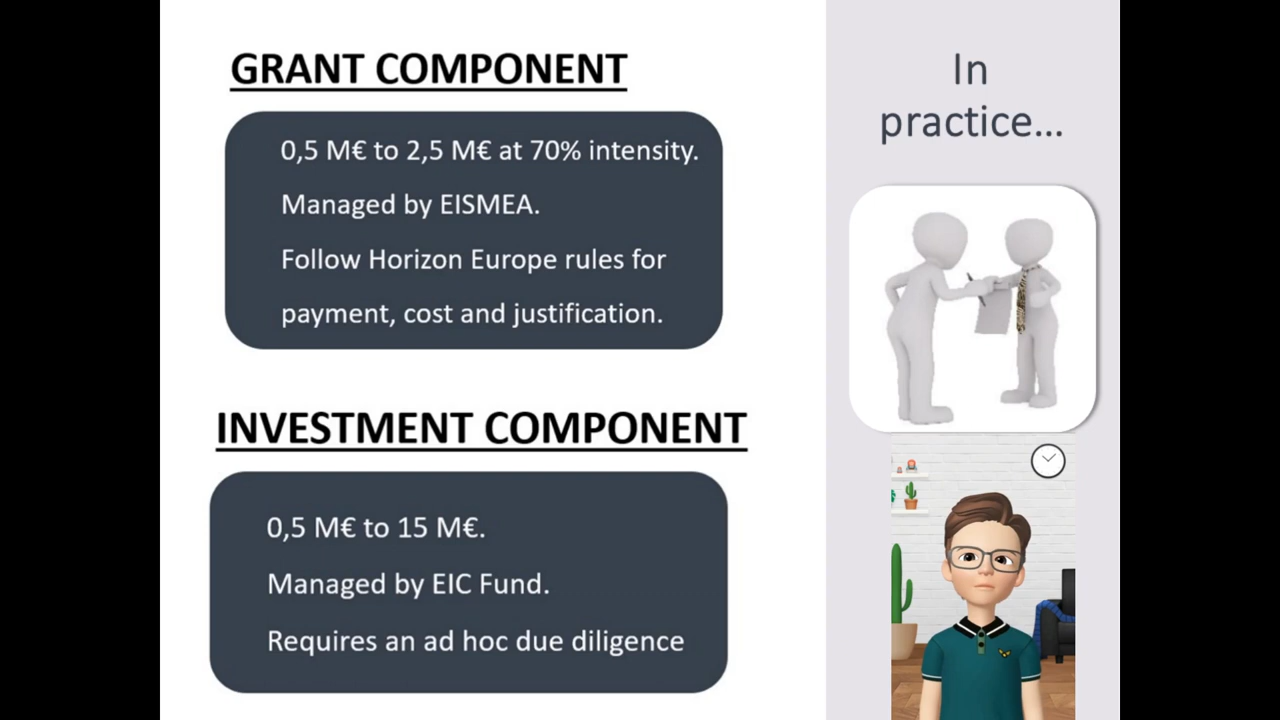 GRANT COMPONENT
0,5 M€ to 2,5 M€ at 70% intensity.
Managed by EISMEA.
Follow Horizon Europe rules for
payment, cost and justification.
INVESTMENT COMPONENT
0,5 M€ to 15 M€.
Managed by EIC Fund.
Requires an ad hoc due diligence
In
practice...